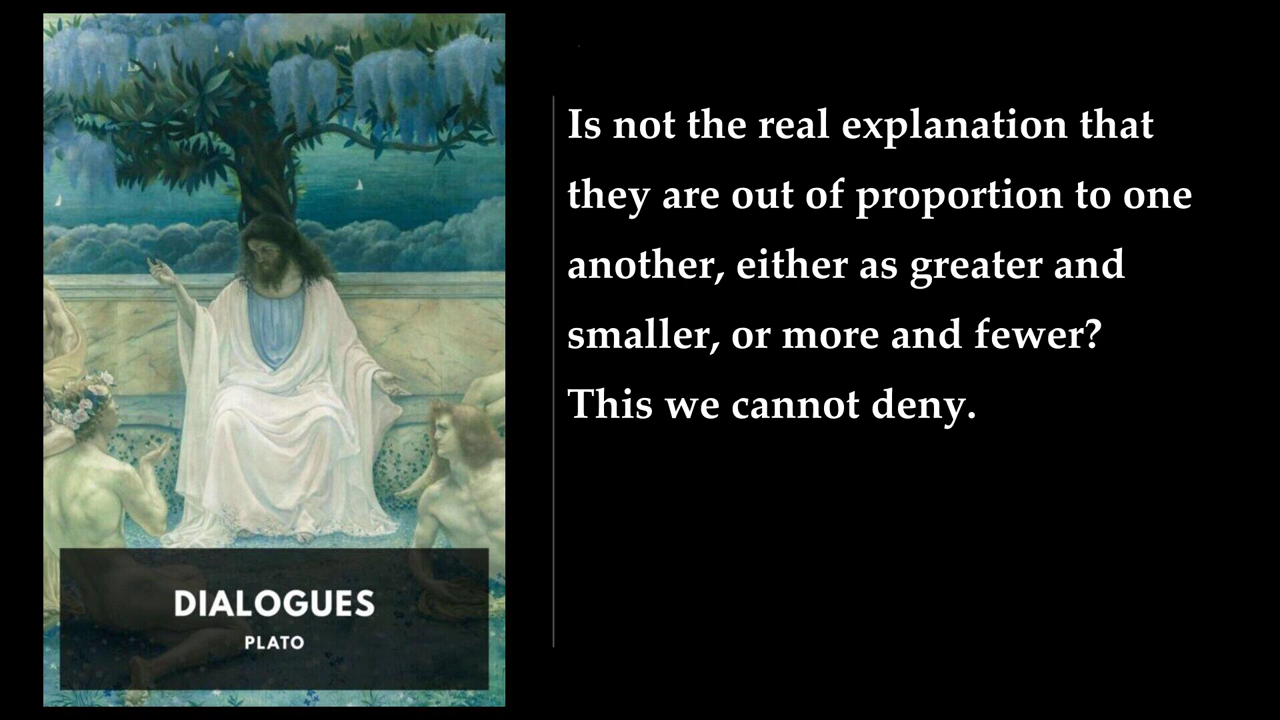 Is not the real explanation that
they are out of proportion to one
another, either as greater and
smaller, or more and fewer?
This we cannot deny.
DIALOGUES
PLATO